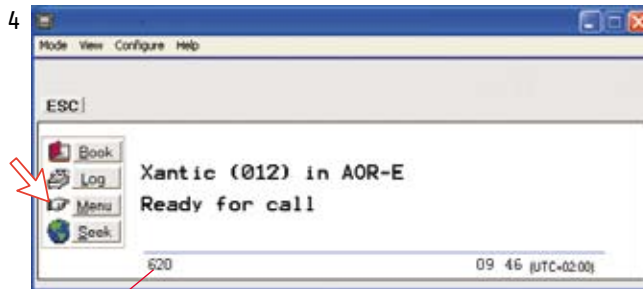 4
Mode View Configure Help
ESC
Book
Log
Xantic (012) in AOR-E
Menu
Ready for call
Seek
620 09 46 (UTC+02:00)